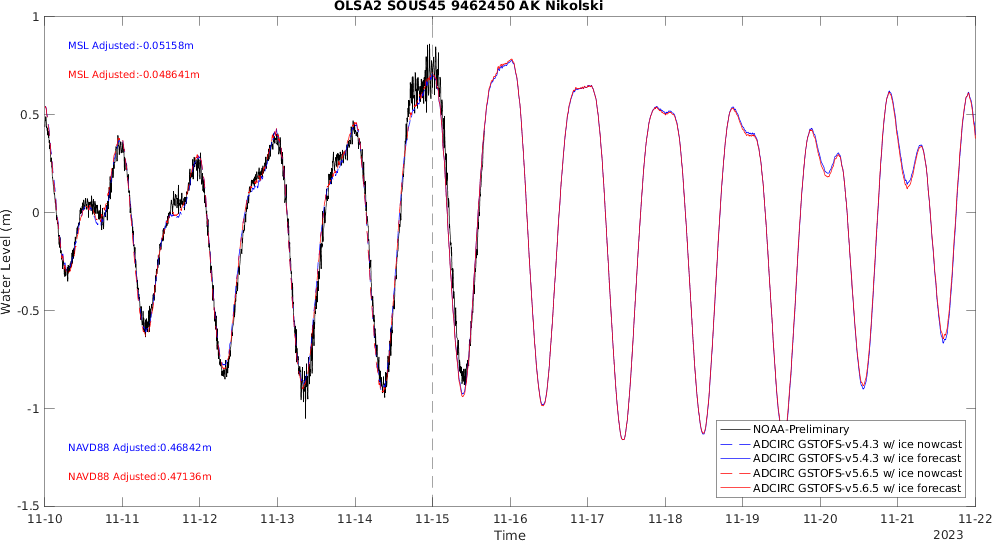 OLSA2 SOUS45 9462450 AK Nikolski
1
MSL Adjusted:-0.05158m
MSL Adjusted:-0.048641m
0.5
0
Water Level (m)
-0.5
-1
NOAA-Preliminary
ADCIRC GSTOFS-v5.4.3 w/ ice nowcast
NAVD88 Adjusted:0.46842m
ADCIRC GSTOFS-v5.4.3 w/ ice forecast
ADCIRC GSTOFS-v5.6.5 w/ ice nowcast
NAVD88 Adjusted:0.47136m
ADCIRC GSTOFS-v5.6.5 w/ ice forecast
-1.5
11-10 11-11 11-12 11-13 11-14 11-15 11-16 11-17 11-18 11-19 11-20 11-21 11-22
Time
2023